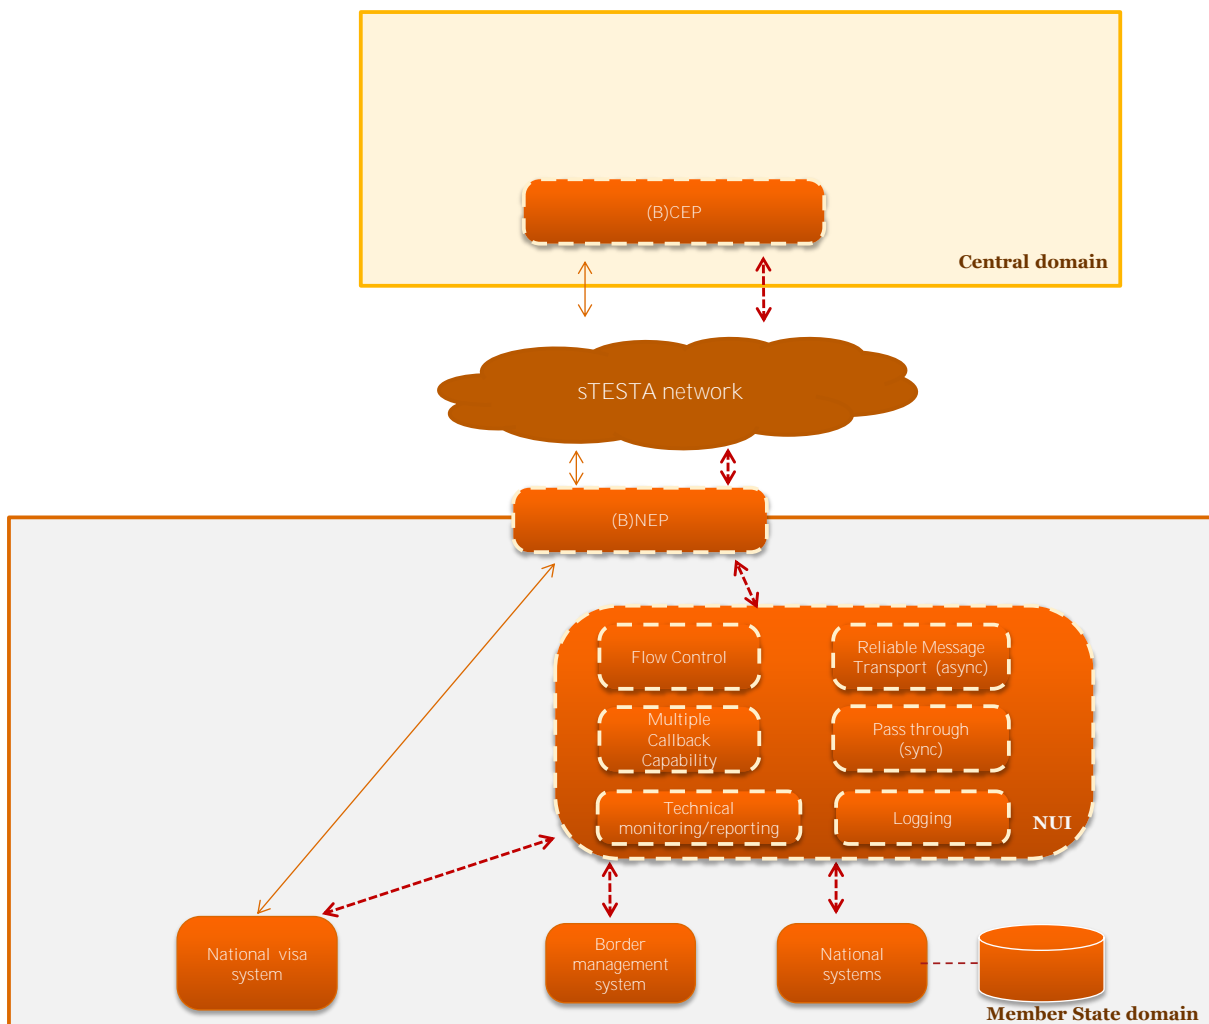 (B)CEP
Central domain
sTESTA network
(B)NEP
Flow Control
Reliable Message
Transport (async)
Multiple
Callback
Capability
Pass through
(sync)
Technical
monitoring/reporting
Logging
NUI
National visa
system
Border
management
system
National
systems
Member State domain